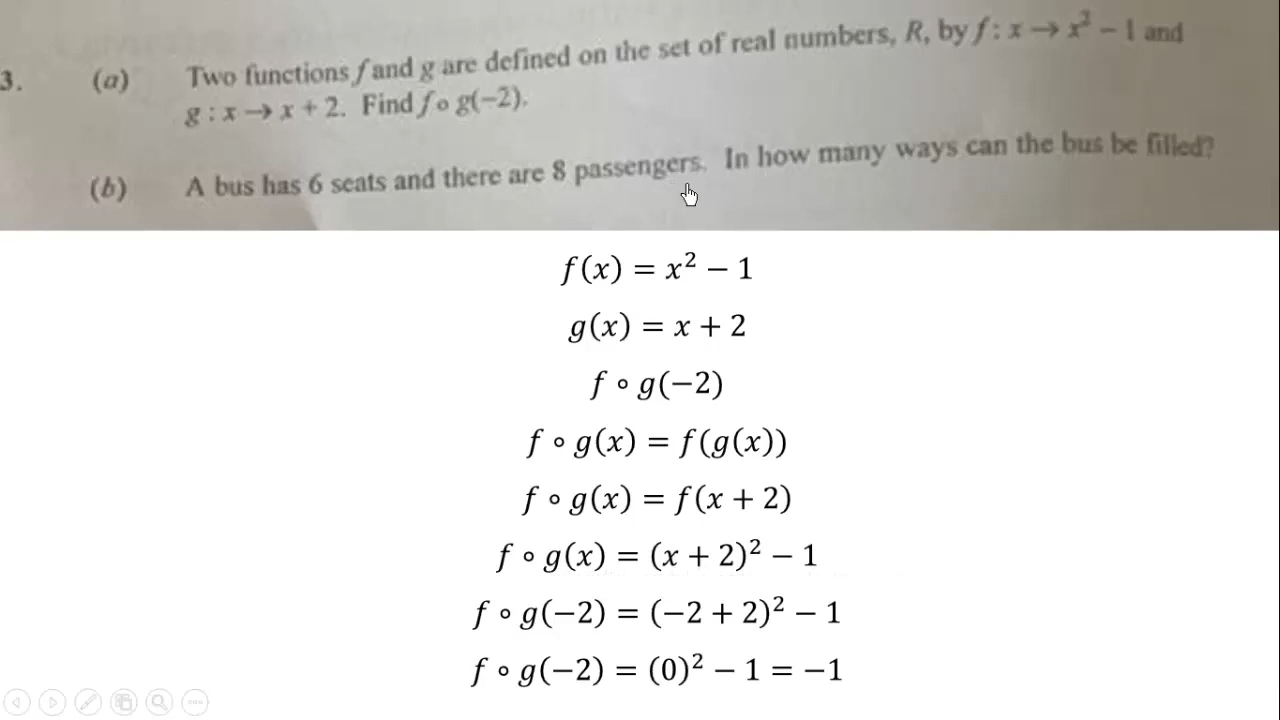 3. (a) Two functions f and g are defined on the set of real numbers, R, by f : x → x² − 1 and
g : x → x + 2. Find f ∘ g(−2).
(b) A bus has 6 seats and there are 8 passengers. In how many ways can the bus be filled?
f(x) = x² − 1
g(x) = x + 2
f ∘ g(−2)
f ∘ g(x) = f(g(x))
f ∘ g(x) = f(x + 2)
f ∘ g(x) = (x + 2)² − 1
f ∘ g(−2) = (−2 + 2)² − 1
f ∘ g(−2) = (0)² − 1 = −1